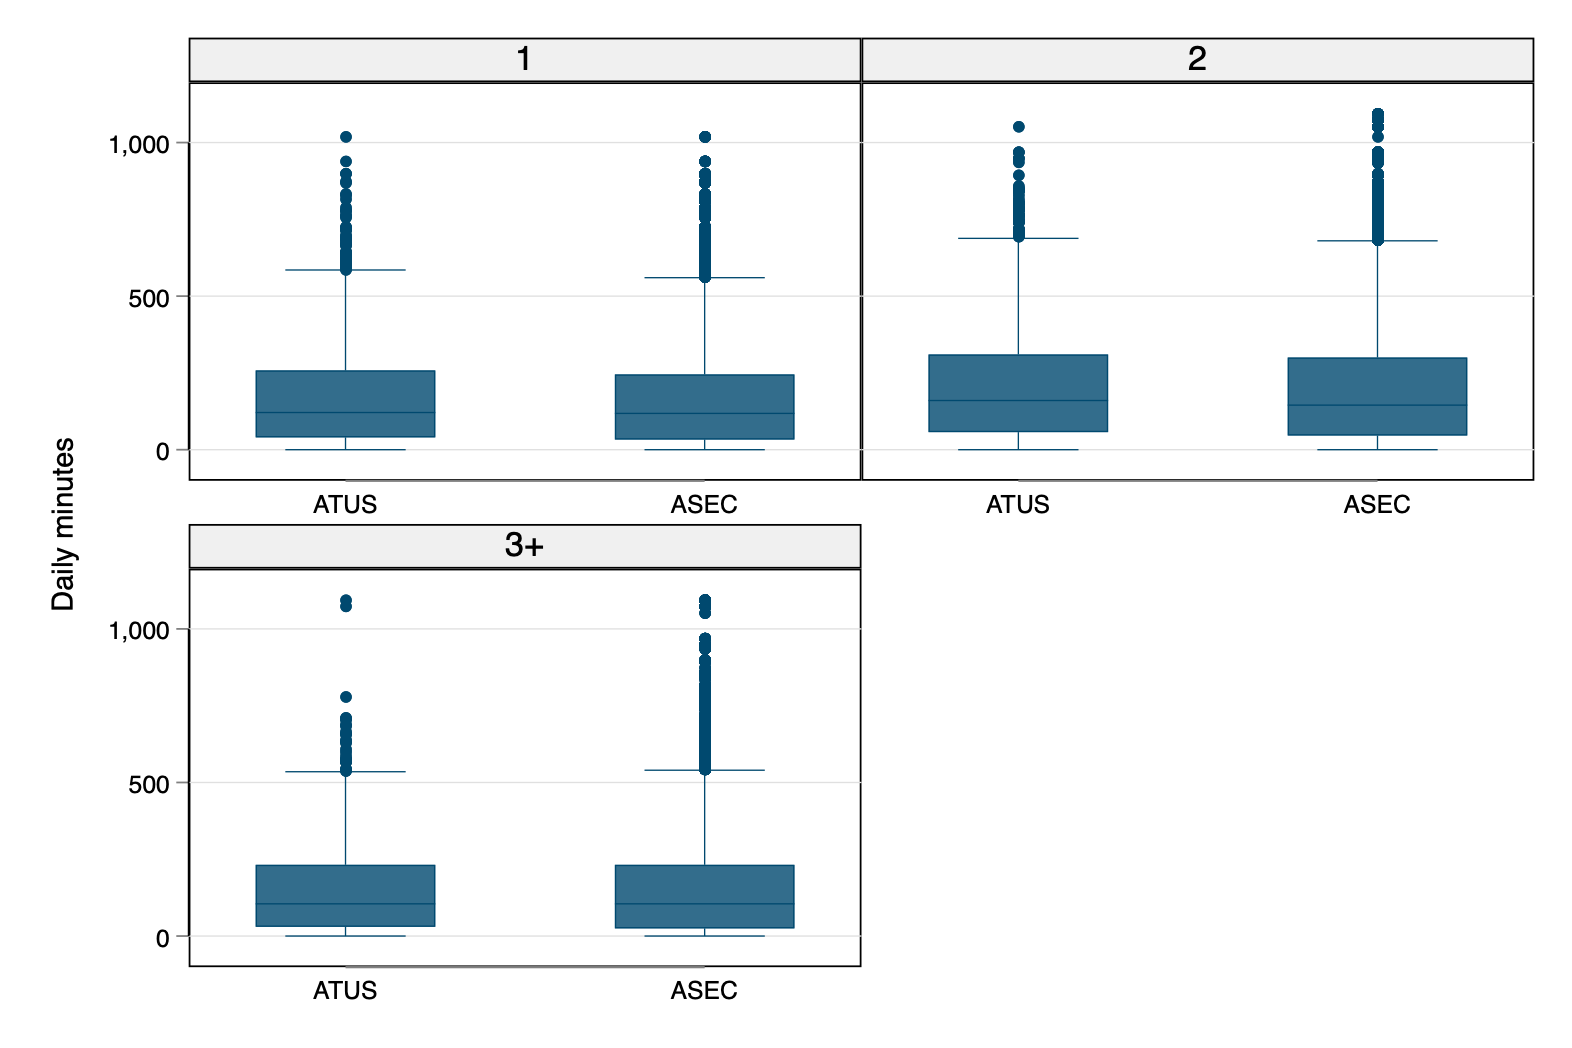 1
2
1,000
500
0
ATUS
ASEC
ATUS
ASEC
Daily minutes
3+
1,000
500
0
ATUS
ASEC